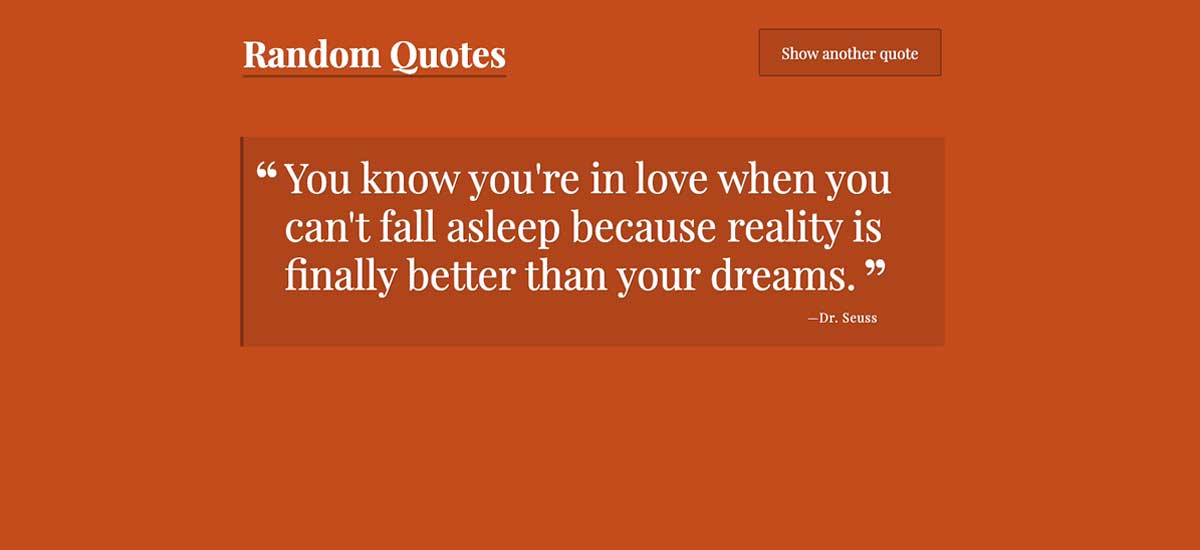 Random Quotes
Show another quote
“ You know you're in love when you
can't fall asleep because reality is
finally better than your dreams. ”
—Dr. Seuss